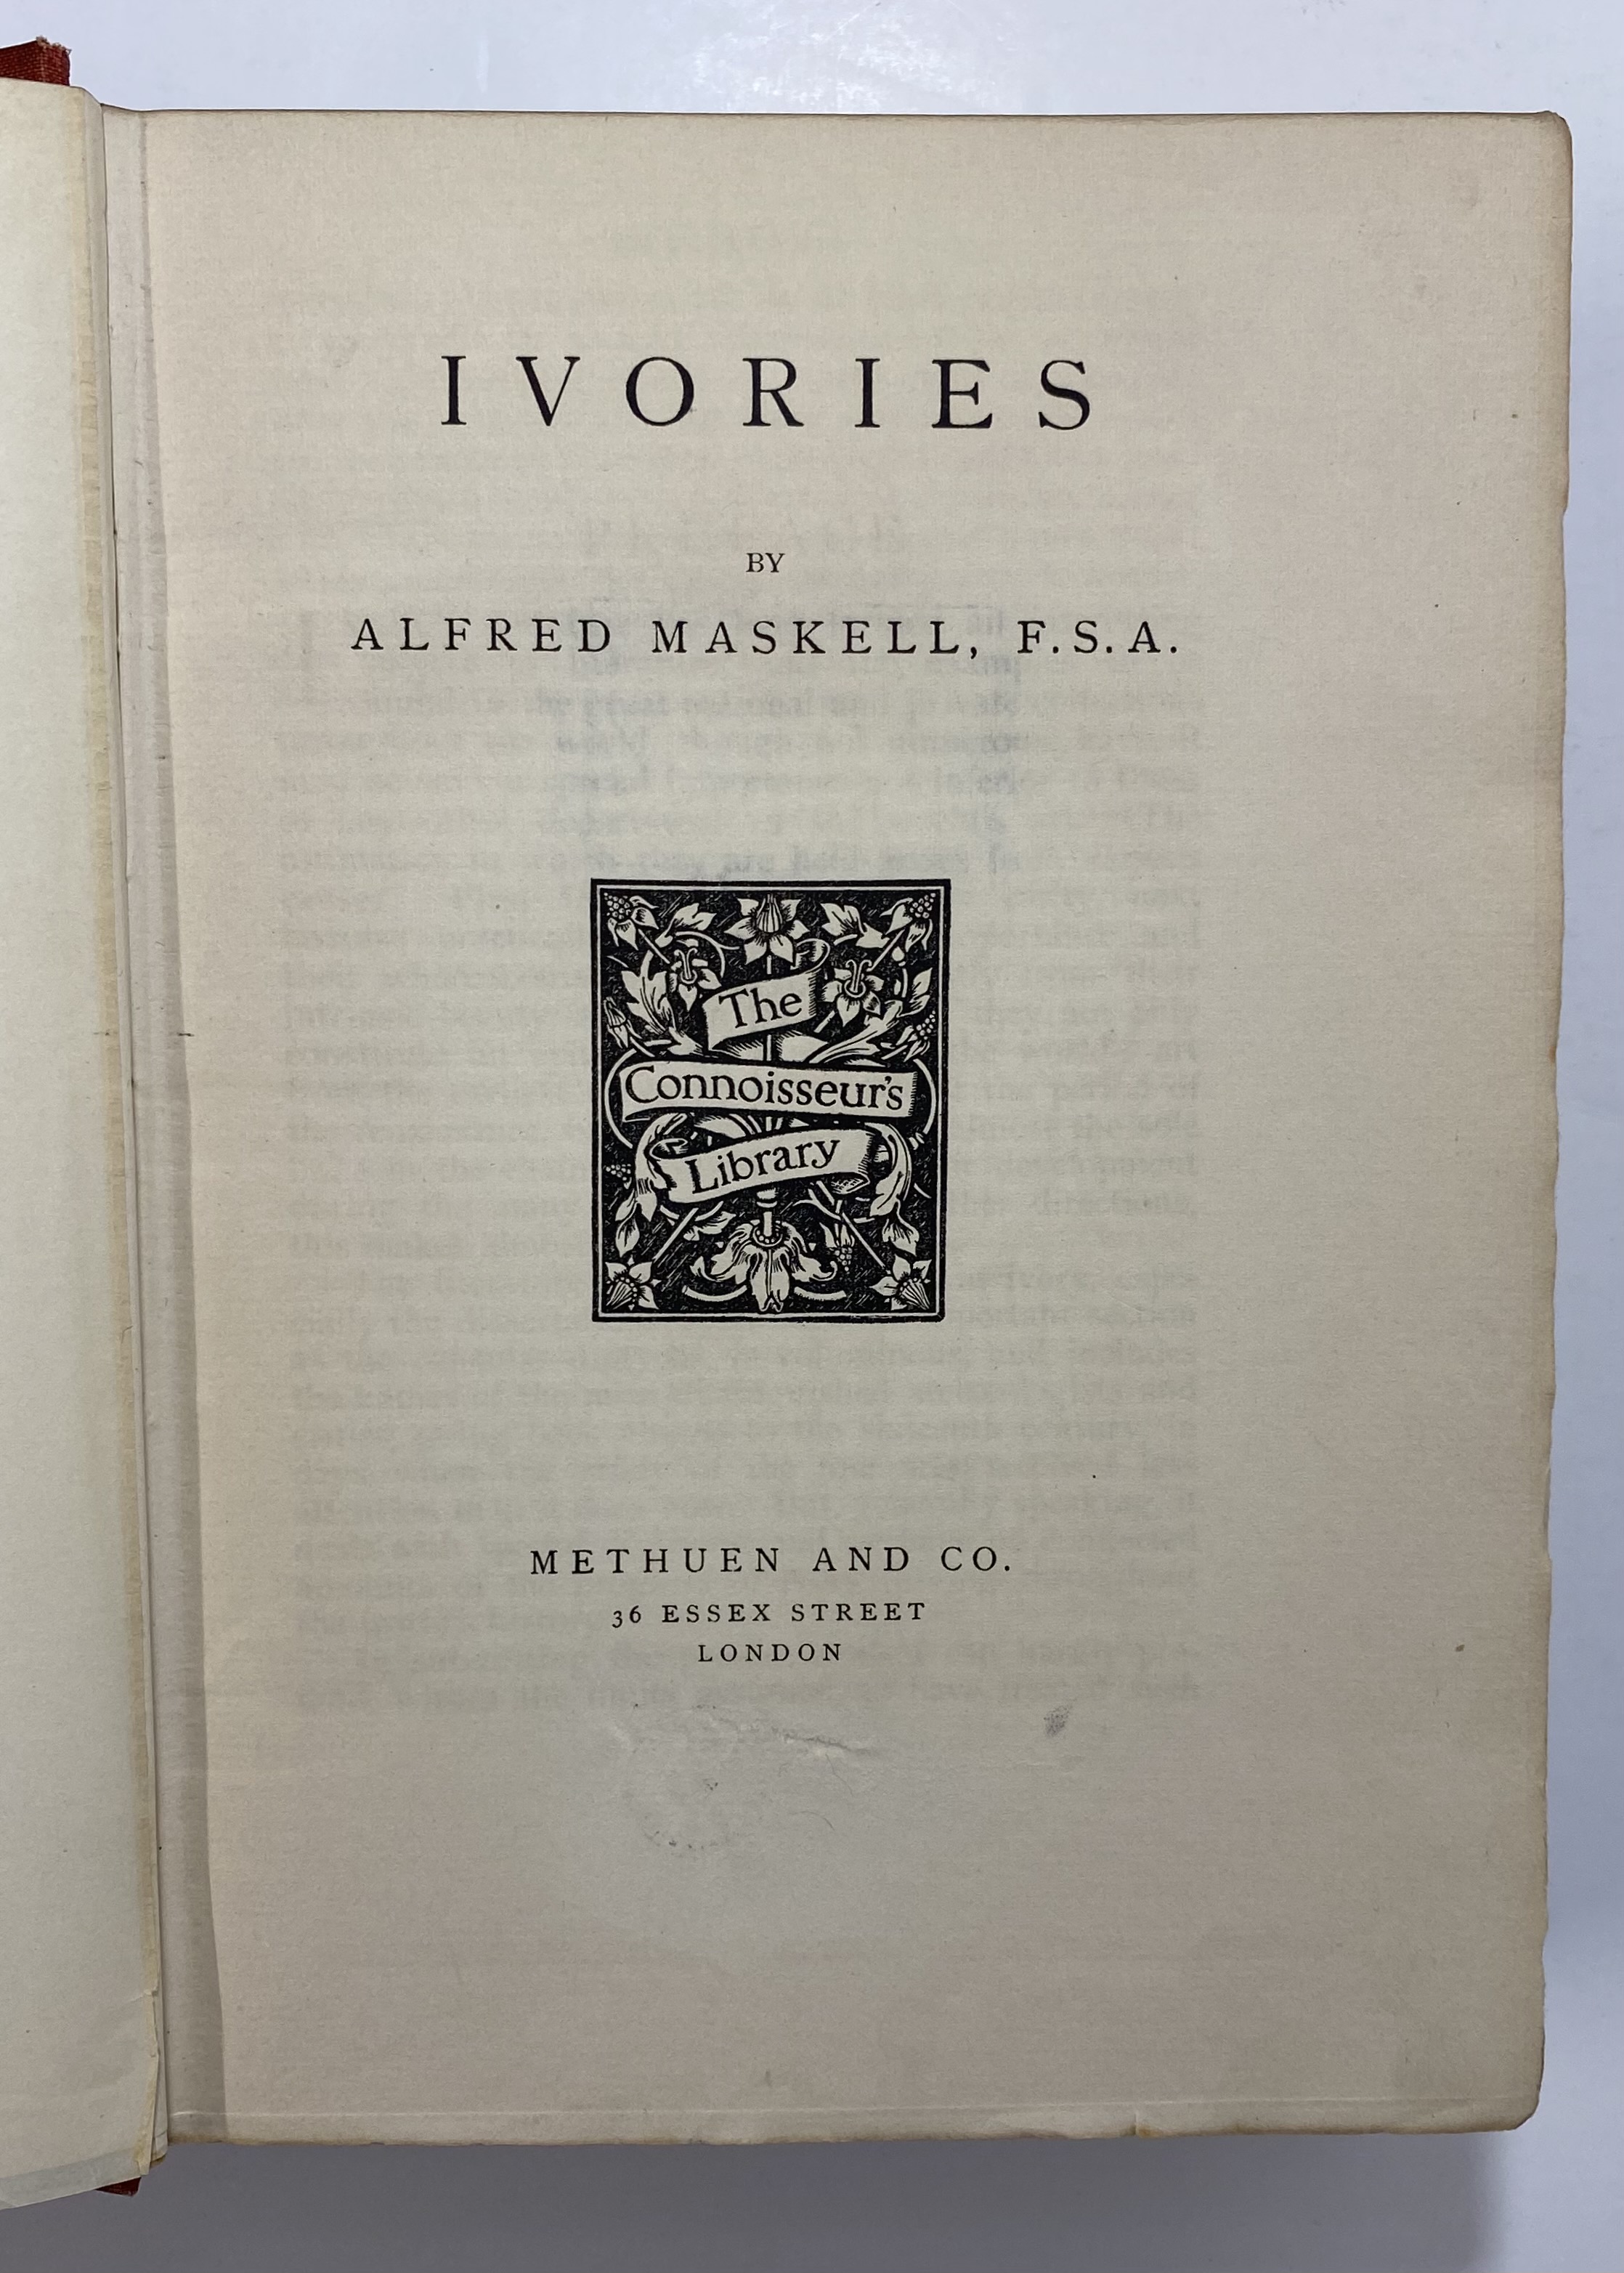 IVORIES
BY
ALFRED MASKELL, F.S.A.
The
Connoisseur's
Library
METHUEN AND CO.
36 ESSEX STREET
LONDON